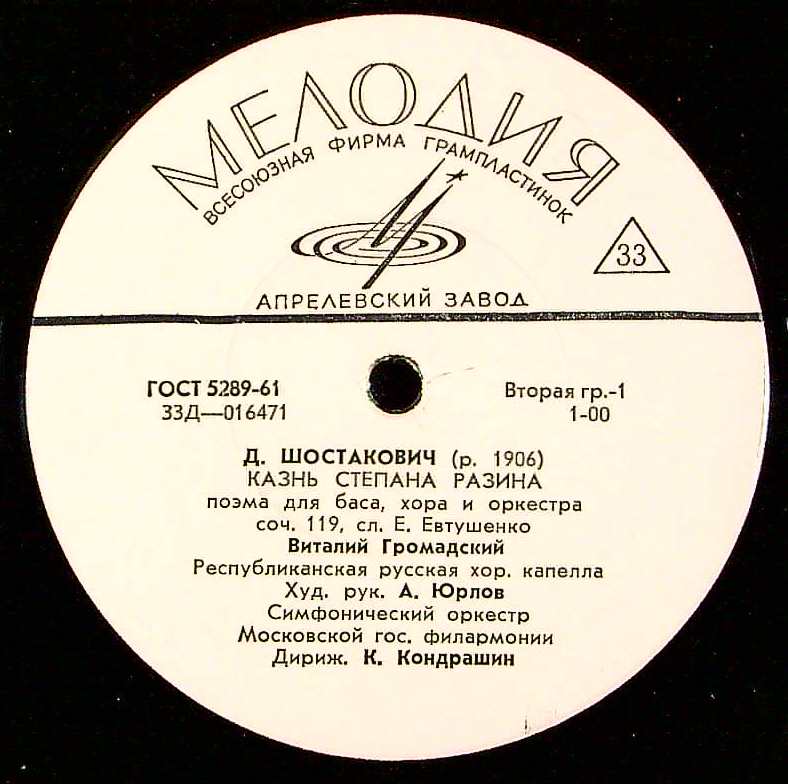 МЕЛОДИЯ
ВСЕСОЮЗНАЯ ФИРМА ГРАМПЛАСТИНОК
33
АПРЕЛЕВСКИЙ ЗАВОД
ГОСТ 5289-61 Вторая гр.-1
33Д—016471 1-00
Д. ШОСТАКОВИЧ (р. 1906)
КАЗНЬ СТЕПАНА РАЗИНА
поэма для баса, хора и оркестра
соч. 119, сл. Е. Евтушенко
Виталий Громадский
Республиканская русская хор. капелла
Худ. рук. А. Юрлов
Симфонический оркестр
Московской гос. филармонии
Дириж. К. Кондрашин